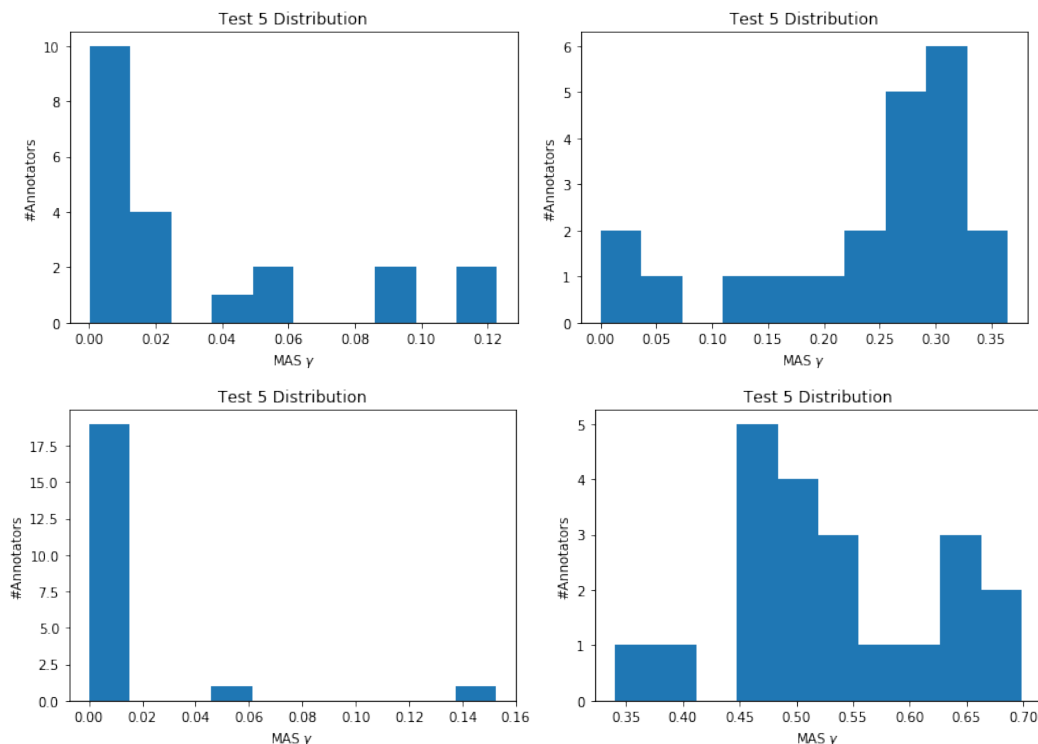 Test 5 Distribution
10
8
6
4
2
0
#Annotators
0.00 0.02 0.04 0.06 0.08 0.10 0.12
MAS γ
Test 5 Distribution
6
5
4
3
2
1
0
#Annotators
0.00 0.05 0.10 0.15 0.20 0.25 0.30 0.35
MAS γ
Test 5 Distribution
17.5
15.0
12.5
10.0
7.5
5.0
2.5
0.0
#Annotators
0.00 0.02 0.04 0.06 0.08 0.10 0.12 0.14 0.16
MAS γ
Test 5 Distribution
5
4
3
2
1
0
#Annotators
0.35 0.40 0.45 0.50 0.55 0.60 0.65 0.70
MAS γ